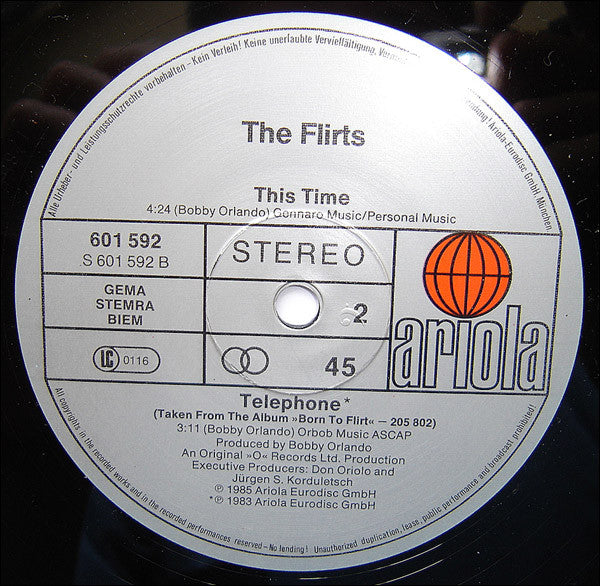 Alle Urheber- und Leistungsschutzrechte vorbehalten – Kein Verleih! Keine unerlaubte Vervielfältigung,
Ariola-Eurodisc GmbH, München.
The Flirts
This Time
4:24 (Bobby Orlando) Gennaro Music/Personal Music
601 592
S 601 592 B
STEREO
GEMA
STEMRA
BIEM
2
LC 0116
45
ariola
Telephone*
(Taken From The Album »Born To Flirt« – 205 802)
3:11 (Bobby Orlando) Orbob Music ASCAP
Produced by Bobby Orlando
An Original »O« Records Ltd. Production
Executive Producers: Don Oriolo and
Jürgen S. Korduletsch
℗ 1985 Ariola Eurodisc GmbH
*℗ 1983 Ariola Eurodisc GmbH
All copyrights in the recorded works and in the recorded performances reserved – No lending! Unauthorized duplication, lease, public performance and broadcast prohibited!